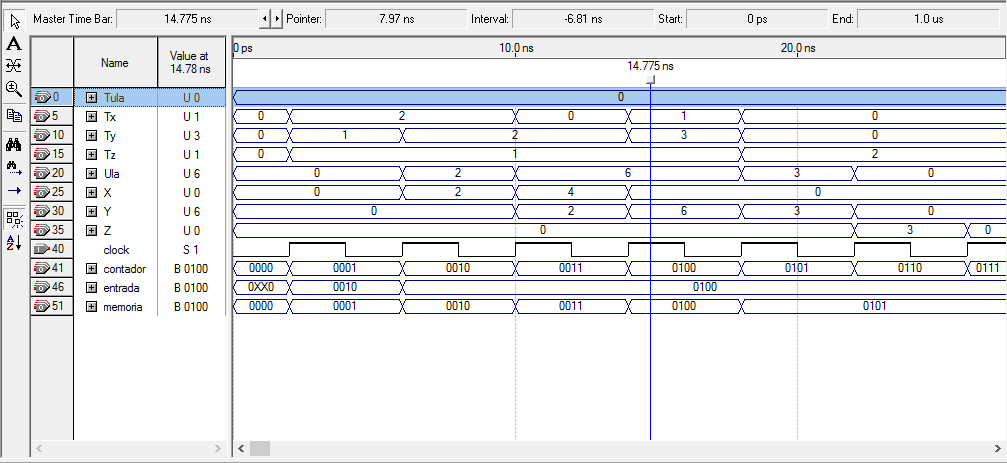 Master Time Bar: 14.775 ns Pointer: 7.97 ns Interval: -6.81 ns Start: 0 ps End: 1.0 us
Name Value at 14.78 ns 0 ps 10.0 ns 20.0 ns
14.775 ns
0 Tula U 0 0
5 Tx U 1 0 2 0 1 0
10 Ty U 3 0 1 2 3 0
15 Tz U 1 0 1 2
20 Ula U 6 0 2 6 3 0
25 X U 0 0 2 4 0
30 Y U 6 0 2 6 3 0
35 Z U 0 0 3 0
40 clock S 1
41 contador B 0100 0000 0001 0010 0011 0100 0101 0110 0111
46 entrada B 0100 0XX0 0010 0100
51 memoria B 0100 0000 0001 0010 0011 0100 0101